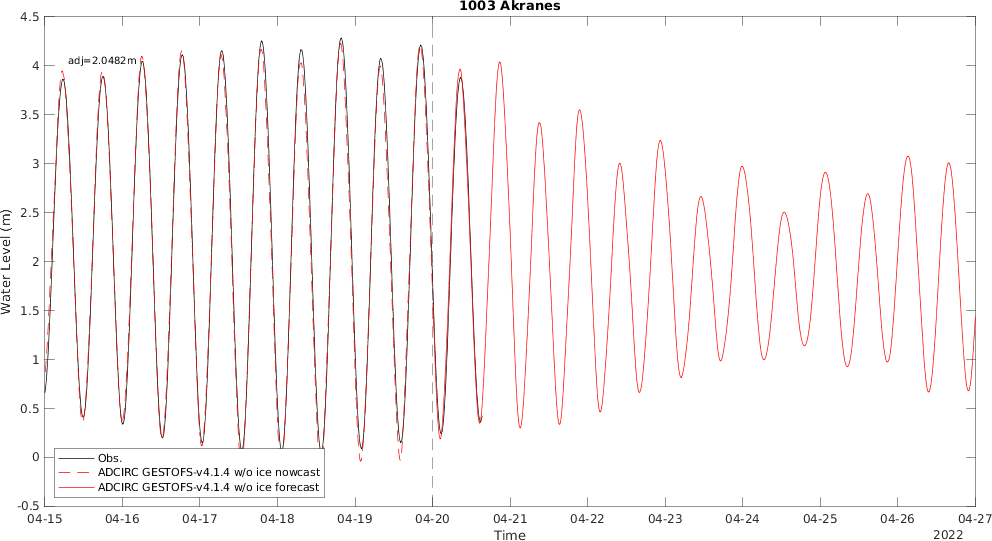 1003 Akranes
adj=2.0482m
Water Level (m)
4.5
4
3.5
3
2.5
2
1.5
1
0.5
0
-0.5
Obs.
ADCIRC GESTOFS-v4.1.4 w/o ice nowcast
ADCIRC GESTOFS-v4.1.4 w/o ice forecast
04-15 04-16 04-17 04-18 04-19 04-20 04-21 04-22 04-23 04-24 04-25 04-26 04-27
Time
2022